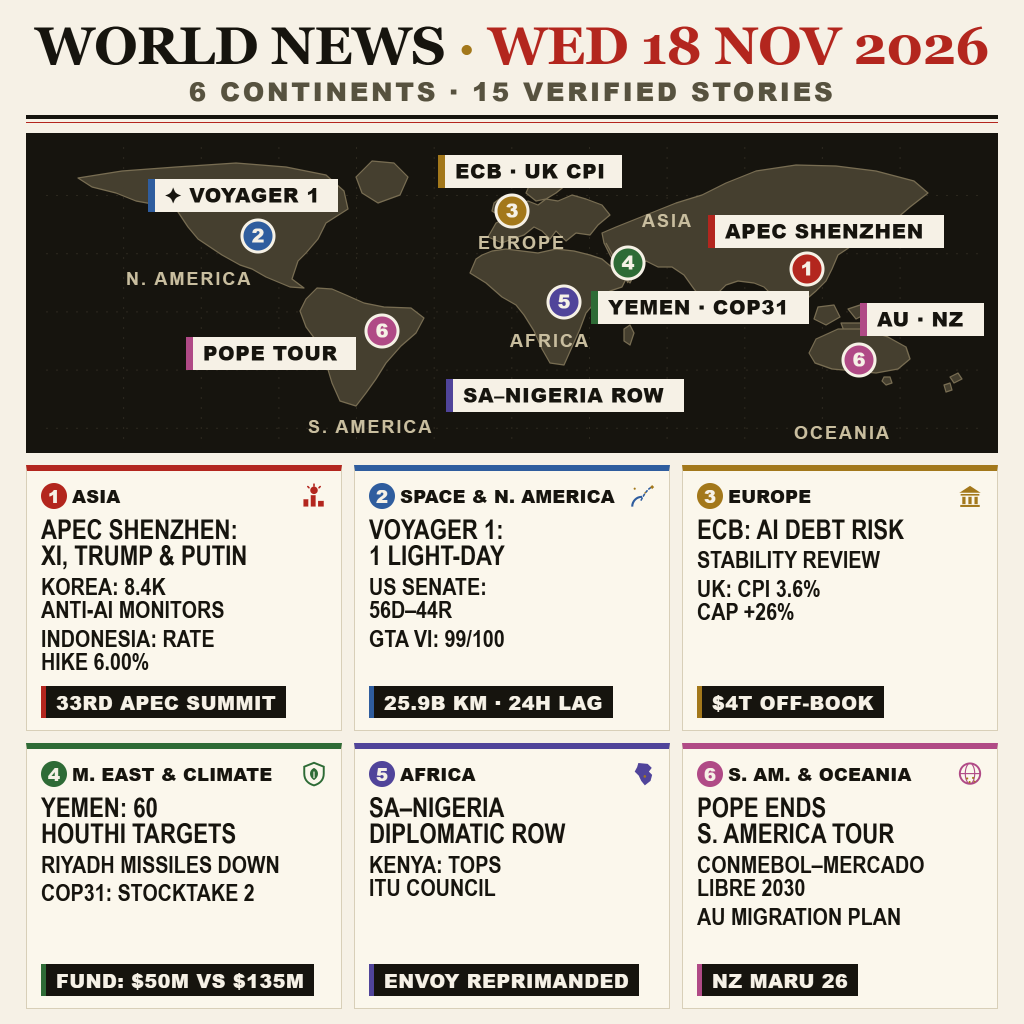 WORLD NEWS · WED 18 NOV 2026
6 CONTINENTS · 15 VERIFIED STORIES
ECB · UK CPI
✦ VOYAGER 1
3
ASIA
APEC SHENZHEN
2
EUROPE
4
1
N. AMERICA
5
YEMEN · COP31
AU · NZ
6
AFRICA
POPE TOUR
6
SA–NIGERIA ROW
S. AMERICA
OCEANIA
1 ASIA
APEC SHENZHEN:
XI, TRUMP & PUTIN
KOREA: 8.4K
ANTI-AI MONITORS
INDONESIA: RATE
HIKE 6.00%
33RD APEC SUMMIT
2 SPACE & N. AMERICA
VOYAGER 1:
1 LIGHT-DAY
US SENATE:
56D–44R
GTA VI: 99/100
25.9B KM · 24H LAG
3 EUROPE
ECB: AI DEBT RISK
STABILITY REVIEW
UK: CPI 3.6%
CAP +26%
$4T OFF-BOOK
4 M. EAST & CLIMATE
YEMEN: 60
HOUTHI TARGETS
RIYADH MISSILES DOWN
COP31: STOCKTAKE 2
FUND: $50M VS $135M
5 AFRICA
SA–NIGERIA
DIPLOMATIC ROW
KENYA: TOPS
ITU COUNCIL
ENVOY REPRIMANDED
6 S. AM. & OCEANIA
POPE ENDS
S. AMERICA TOUR
CONMEBOL–MERCADO
LIBRE 2030
AU MIGRATION PLAN
NZ MARU 26